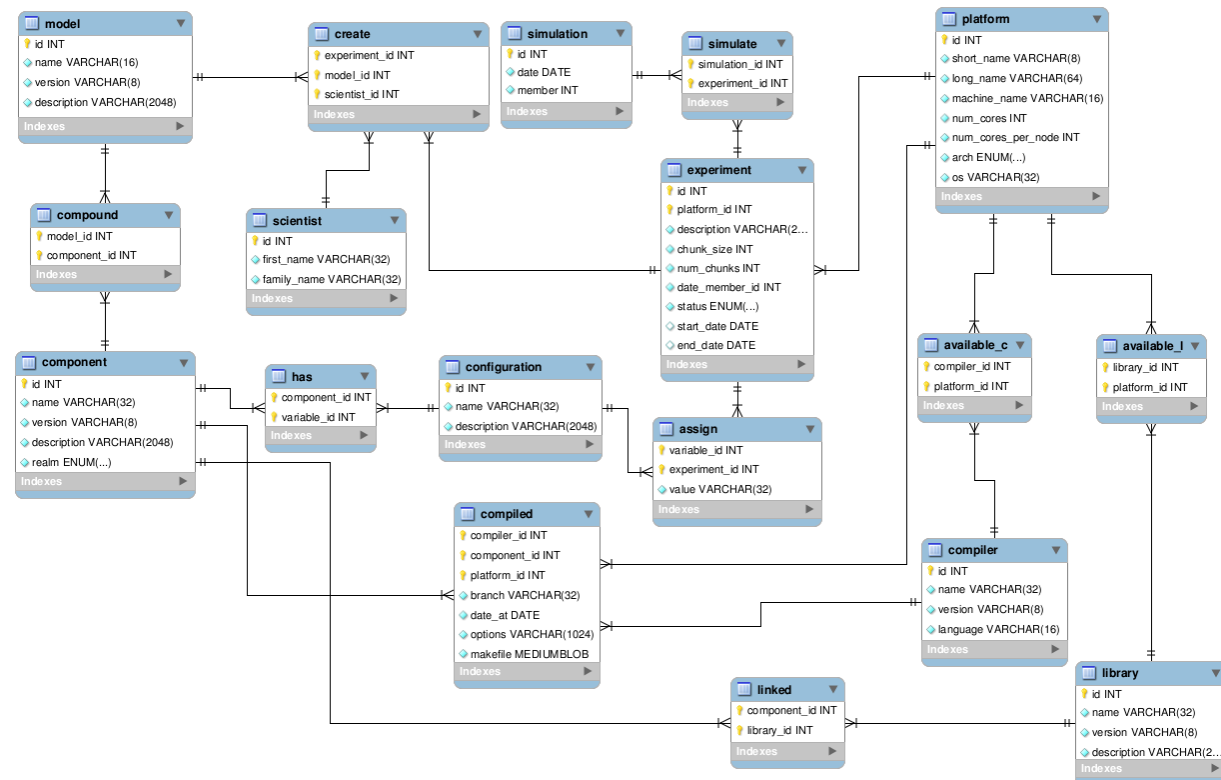 model
id INT
name VARCHAR(16)
version VARCHAR(8)
description VARCHAR(2048)
Indexes
create
experiment_id INT
model_id INT
scientist_id INT
Indexes
simulation
id INT
date DATE
member INT
Indexes
simulate
simulation_id INT
experiment_id INT
Indexes
platform
id INT
short_name VARCHAR(8)
long_name VARCHAR(64)
machine_name VARCHAR(16)
num_cores INT
num_cores_per_node INT
arch ENUM(...)
os VARCHAR(32)
Indexes
compound
model_id INT
component_id INT
Indexes
scientist
id INT
first_name VARCHAR(32)
family_name VARCHAR(32)
Indexes
experiment
id INT
platform_id INT
description VARCHAR(2...
chunk_size INT
num_chunks INT
date_member_id INT
status ENUM(...)
start_date DATE
end_date DATE
component
id INT
name VARCHAR(32)
version VARCHAR(8)
description VARCHAR(2048)
realm ENUM(...)
Indexes
has
component_id INT
variable_id INT
Indexes
configuration
id INT
name VARCHAR(32)
description VARCHAR(2048)
Indexes
Indexes
available_c
compiler_id INT
platform_id INT
Indexes
available_l
library_id INT
platform_id INT
Indexes
assign
variable_id INT
experiment_id INT
value VARCHAR(32)
Indexes
compiled
compiler_id INT
component_id INT
platform_id INT
branch VARCHAR(32)
date_at DATE
options VARCHAR(1024)
makefile MEDIUMBLOB
Indexes
compiler
id INT
name VARCHAR(32)
version VARCHAR(8)
language VARCHAR(16)
Indexes
linked
component_id INT
library_id INT
Indexes
library
id INT
name VARCHAR(32)
version VARCHAR(8)
description VARCHAR(2...
Indexes